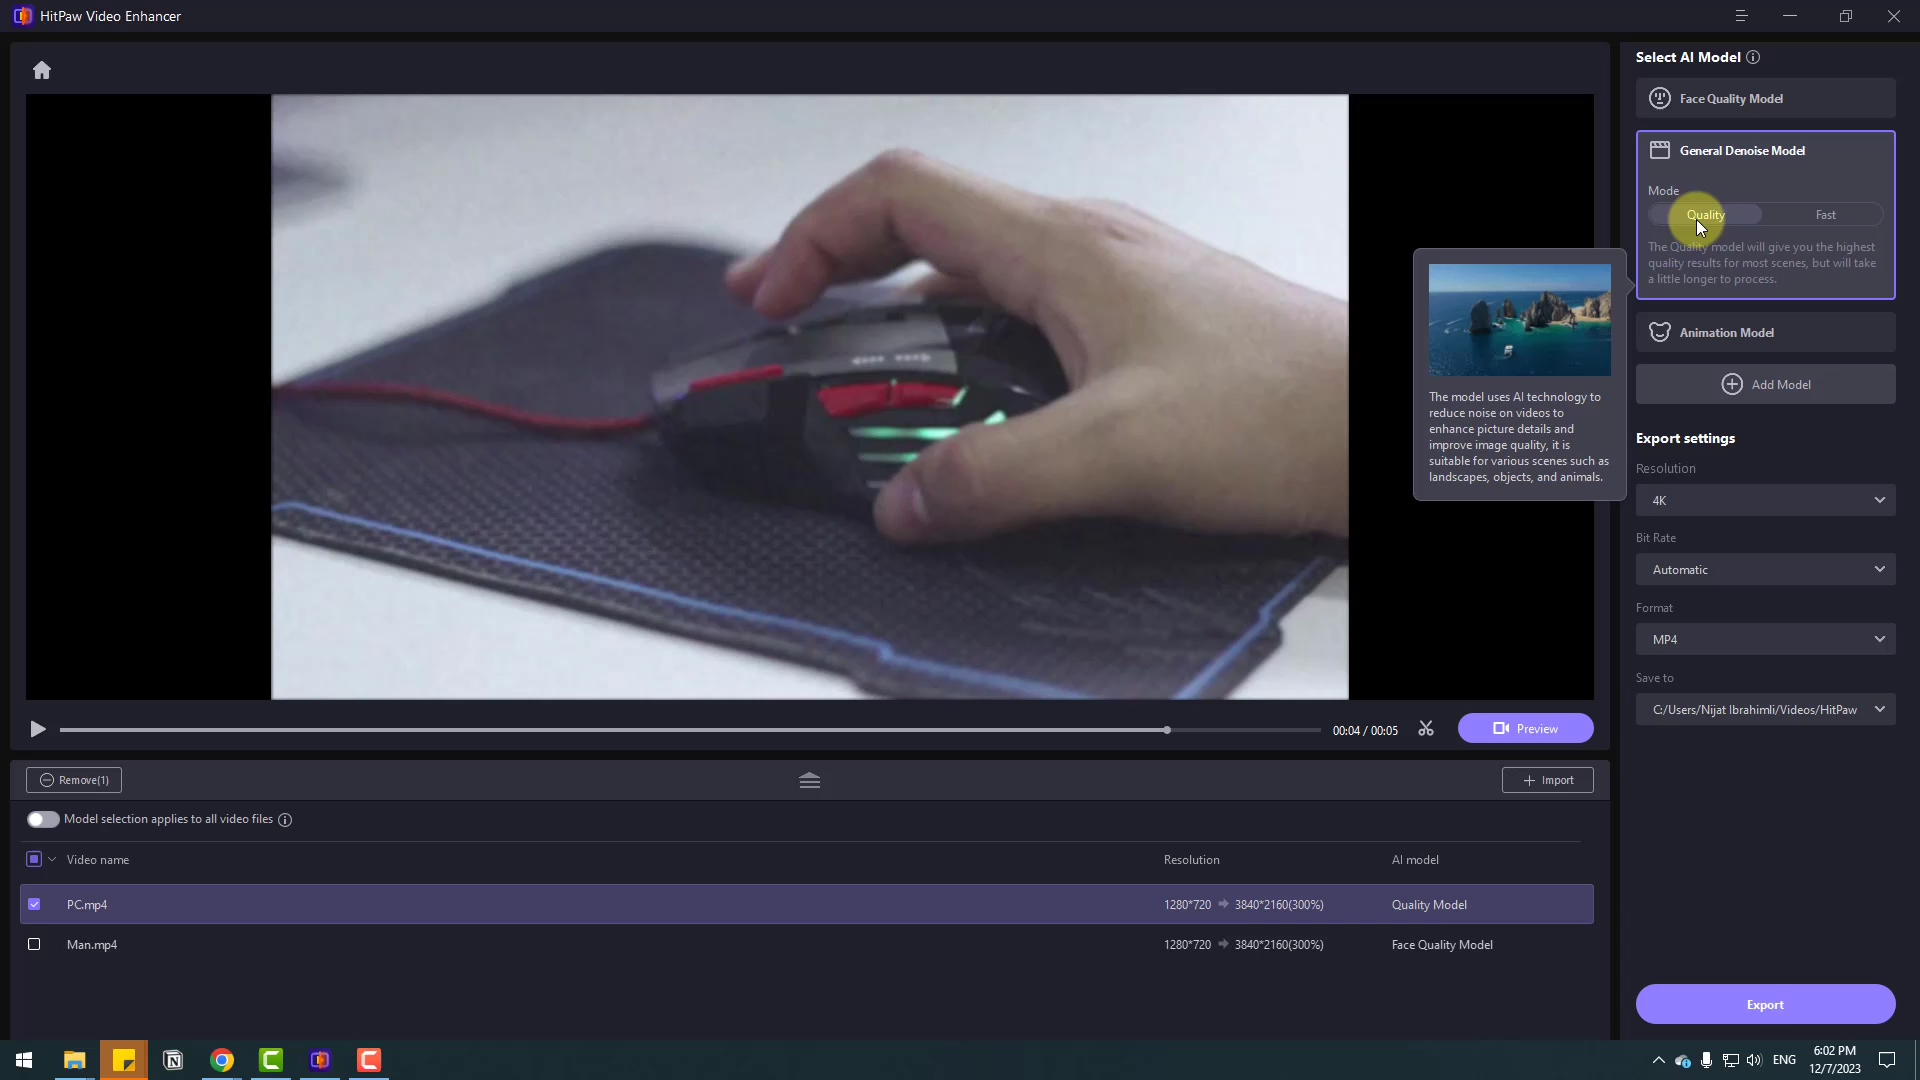 HitPaw Video Enhancer
Select AI Model
Face Quality Model
General Denoise Model
Mode
Quality
Fast
The Quality model will give you the highest
quality results for most scenes, but will take
a little longer to process.
The model uses AI technology to
reduce noise on videos to
enhance picture details and
improve image quality, it is
suitable for various scenes such as
landscapes, objects, and animals.
Animation Model
Add Model
Export settings
Resolution
4K
Bit Rate
Automatic
Format
MP4
Save to
C:/Users/Nijat Ibrahimli/Videos/HitPaw
00:04 / 00:05
Preview
Remove(1)
Import
Model selection applies to all video files
Video name
Resolution
AI model
PC.mp4
1280*720
3840*2160(300%)
Quality Model
Man.mp4
1280*720
3840*2160(300%)
Face Quality Model
Export
ENG
6:02 PM
12/7/2023